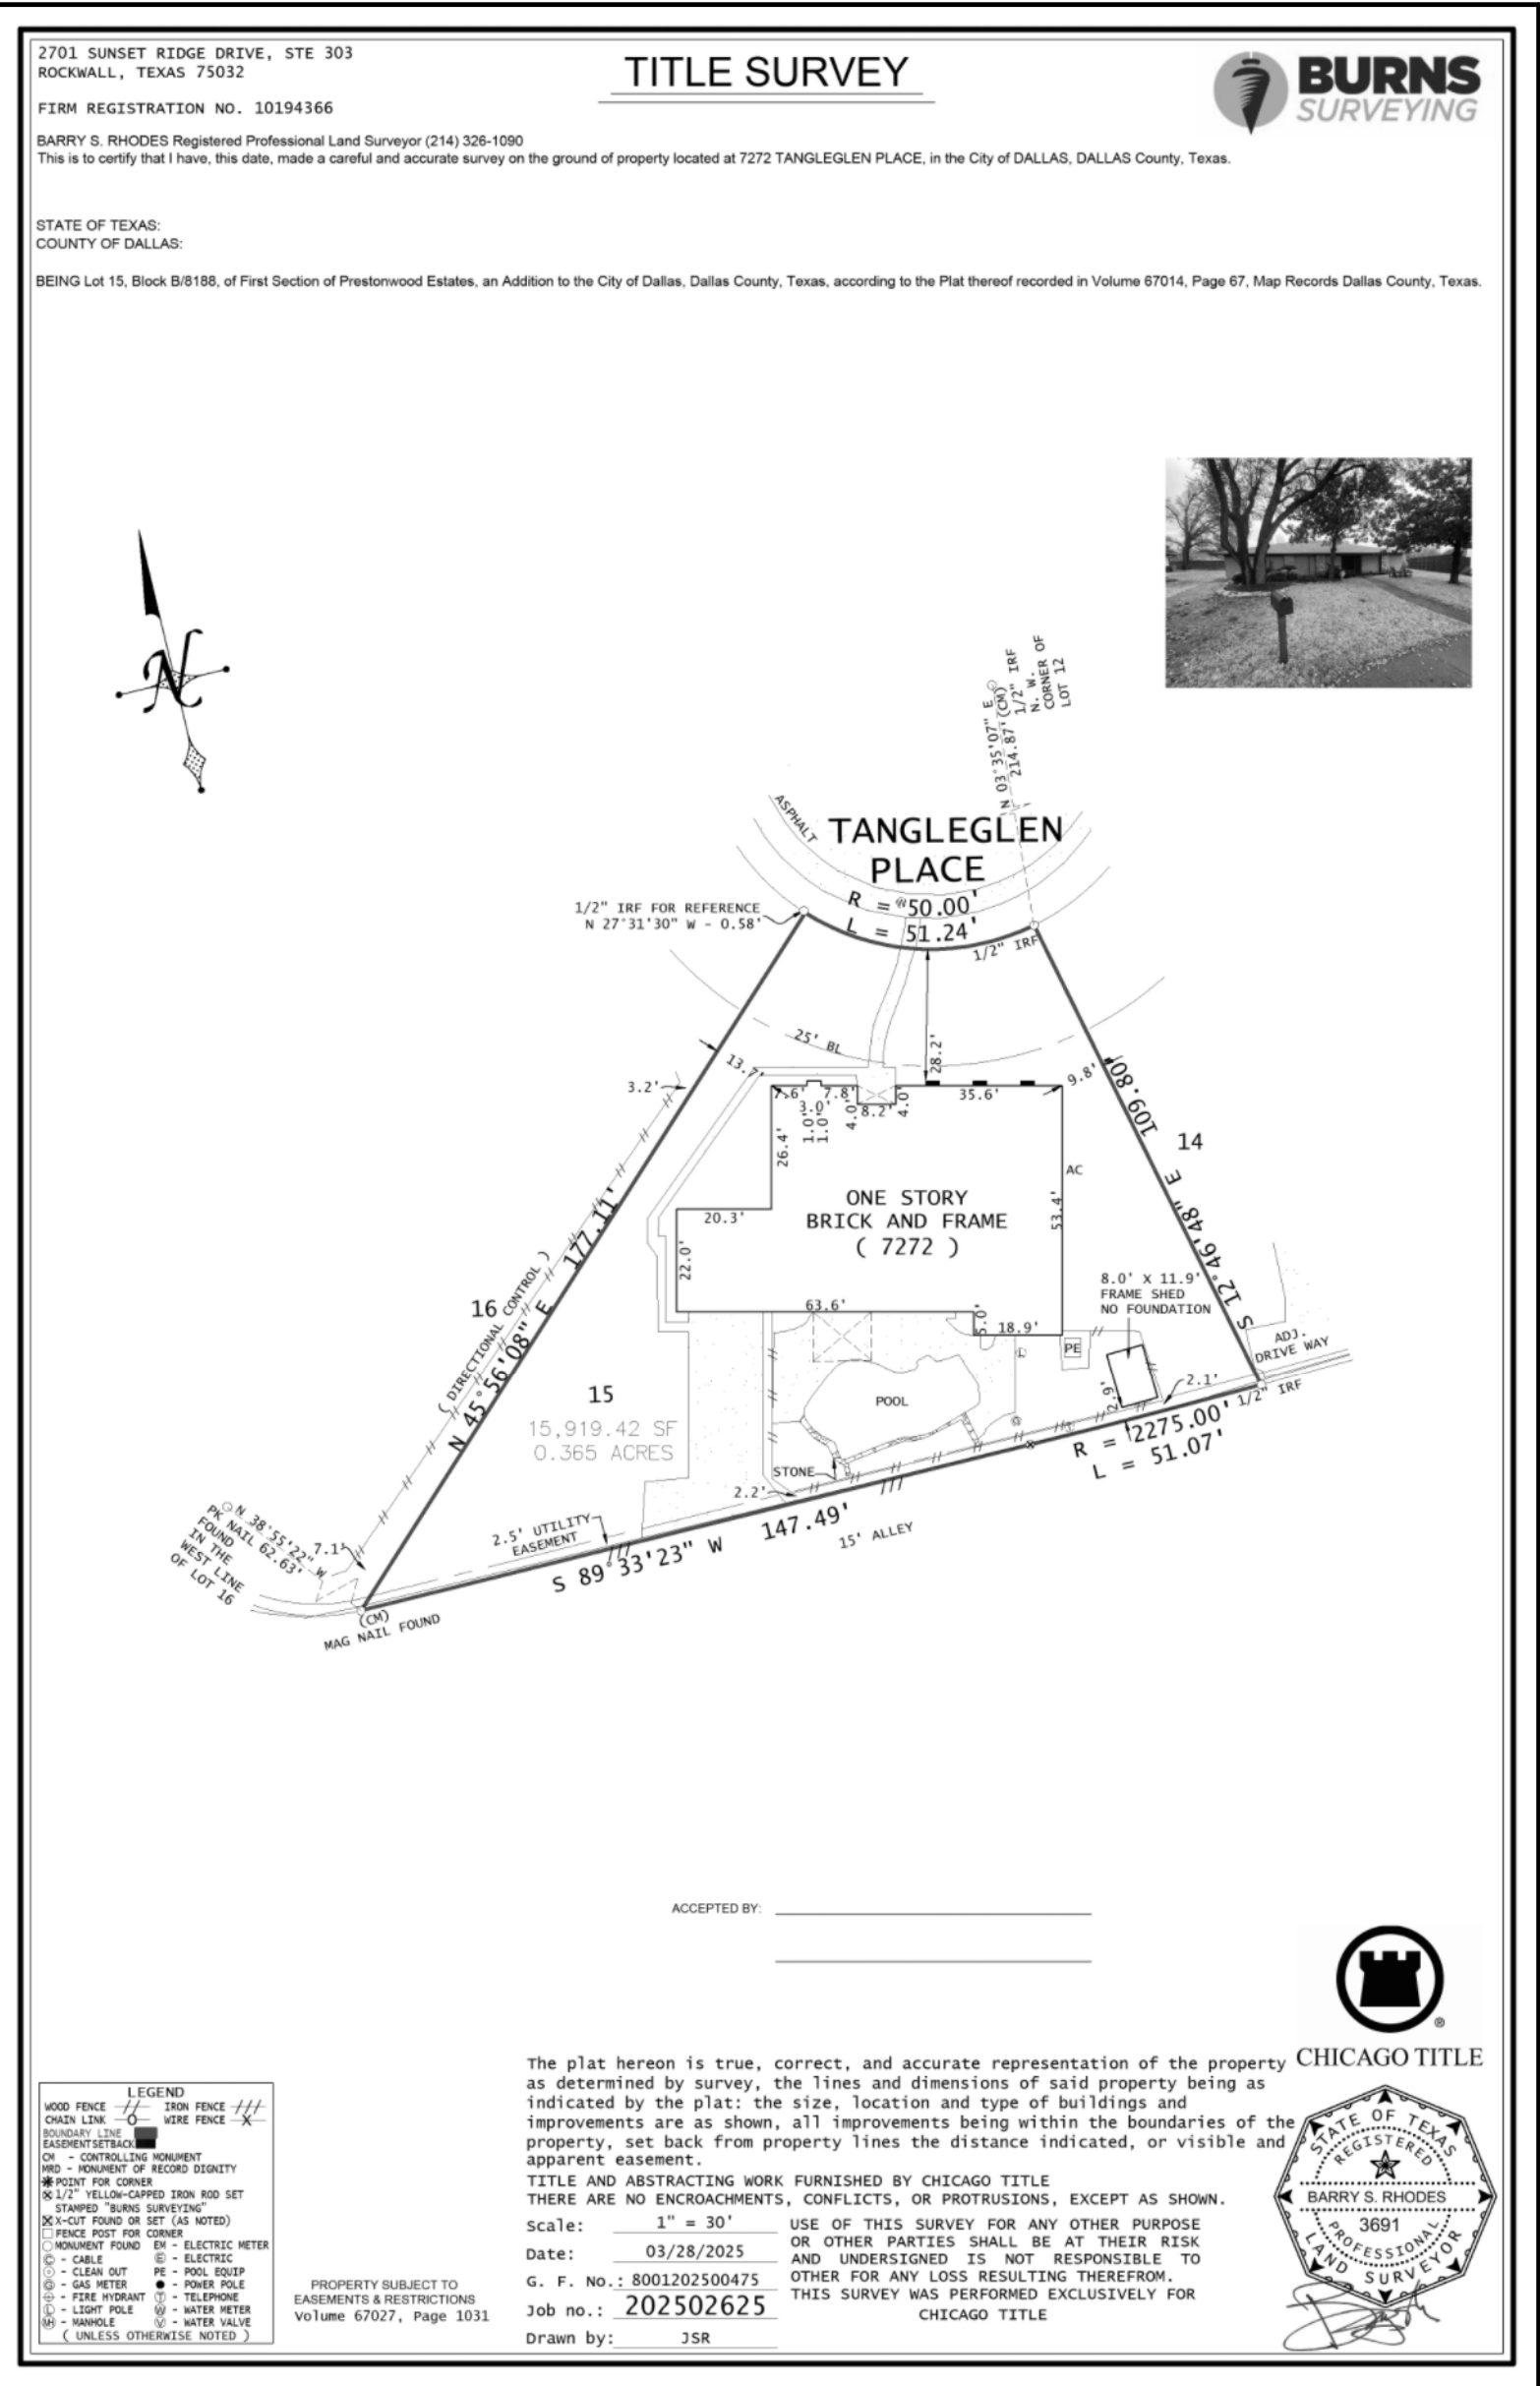 2701 SUNSET RIDGE DRIVE, STE 303
ROCKWALL, TEXAS 75032
FIRM REGISTRATION NO. 10194366
TITLE SURVEY
BURNS
SURVEYING
BARRY S. RHODES Registered Professional Land Surveyor (214) 326-1090
This is to certify that I have, this date, made a careful and accurate survey on the ground of property located at 7272 TANGLEGLEN PLACE, in the City of DALLAS, DALLAS County, Texas.
STATE OF TEXAS:
COUNTY OF DALLAS:
BEING Lot 15, Block B/8188, of First Section of Prestonwood Estates, an Addition to the City of Dallas, Dallas County, Texas, according to the Plat thereof recorded in Volume 67014, Page 67, Map Records Dallas County, Texas.
N
N 03°35'07" E
214.87'(CM)
1/2" IRF
N. W.
CORNER OF
LOT 12
ASPHALT
TANGLEGLEN
PLACE
R = 50.00'
L = 51.24'
1/2" IRF FOR REFERENCE
N 27°31'30" W - 0.58'
1/2" IRF
25' BL
28.2'
13.7'
3.2'
9.8'
7.6'
7.8'
3.0'
1.0'
1.0'
4.0'
8.2'
4.0'
35.6'
26.4'
109.80'
S 12°46'48" E
14
AC
53.4'
ONE STORY
BRICK AND FRAME
( 7272 )
20.3'
22.0'
63.6'
5.0'
18.9'
8.0' X 11.9'
FRAME SHED
NO FOUNDATION
PE
ADJ.
DRIVE WAY
177.11'
N 45°56'08" E
( DIRECTIONAL CONTROL )
16
15
15,919.42 SF
0.365 ACRES
POOL
STONE
2.9'
2.1'
1/2" IRF
R = 2275.00'
L = 51.07'
2.2'
147.49'
S 89°33'23" W
15' ALLEY
2.5' UTILITY
EASEMENT
N 38°55'22" W
PK NAIL 62.63'
FOUND
IN THE
WEST LINE
OF LOT 16
7.1'
(CM)
MAG NAIL FOUND
ACCEPTED BY:
®
CHICAGO TITLE
The plat hereon is true, correct, and accurate representation of the property
as determined by survey, the lines and dimensions of said property being as
indicated by the plat: the size, location and type of buildings and
improvements are as shown, all improvements being within the boundaries of the
property, set back from property lines the distance indicated, or visible and
apparent easement.
TITLE AND ABSTRACTING WORK FURNISHED BY CHICAGO TITLE
THERE ARE NO ENCROACHMENTS, CONFLICTS, OR PROTRUSIONS, EXCEPT AS SHOWN.
Scale: 1" = 30'
Date: 03/28/2025
G. F. No.: 8001202500475
Job no.: 202502625
Drawn by: JSR
USE OF THIS SURVEY FOR ANY OTHER PURPOSE
OR OTHER PARTIES SHALL BE AT THEIR RISK
AND UNDERSIGNED IS NOT RESPONSIBLE TO
OTHER FOR ANY LOSS RESULTING THEREFROM.
THIS SURVEY WAS PERFORMED EXCLUSIVELY FOR
CHICAGO TITLE
STATE OF TEXAS
REGISTERED
BARRY S. RHODES
3691
PROFESSIONAL
LAND SURVEYOR
LEGEND
WOOD FENCE // IRON FENCE ///
CHAIN LINK O WIRE FENCE X
BOUNDARY LINE
EASEMENTSETBACK
CM - CONTROLLING MONUMENT
MRD - MONUMENT OF RECORD DIGNITY
POINT FOR CORNER
1/2" YELLOW-CAPPED IRON ROD SET
STAMPED "BURNS SURVEYING"
X-CUT FOUND OR SET (AS NOTED)
FENCE POST FOR CORNER
MONUMENT FOUND EM - ELECTRIC METER
C - CABLE E - ELECTRIC
- CLEAN OUT PE - POOL EQUIP
G - GAS METER - POWER POLE
- FIRE HYDRANT T - TELEPHONE
L - LIGHT POLE W - WATER METER
MH - MANHOLE V - WATER VALVE
( UNLESS OTHERWISE NOTED )
PROPERTY SUBJECT TO
EASEMENTS & RESTRICTIONS
Volume 67027, Page 1031